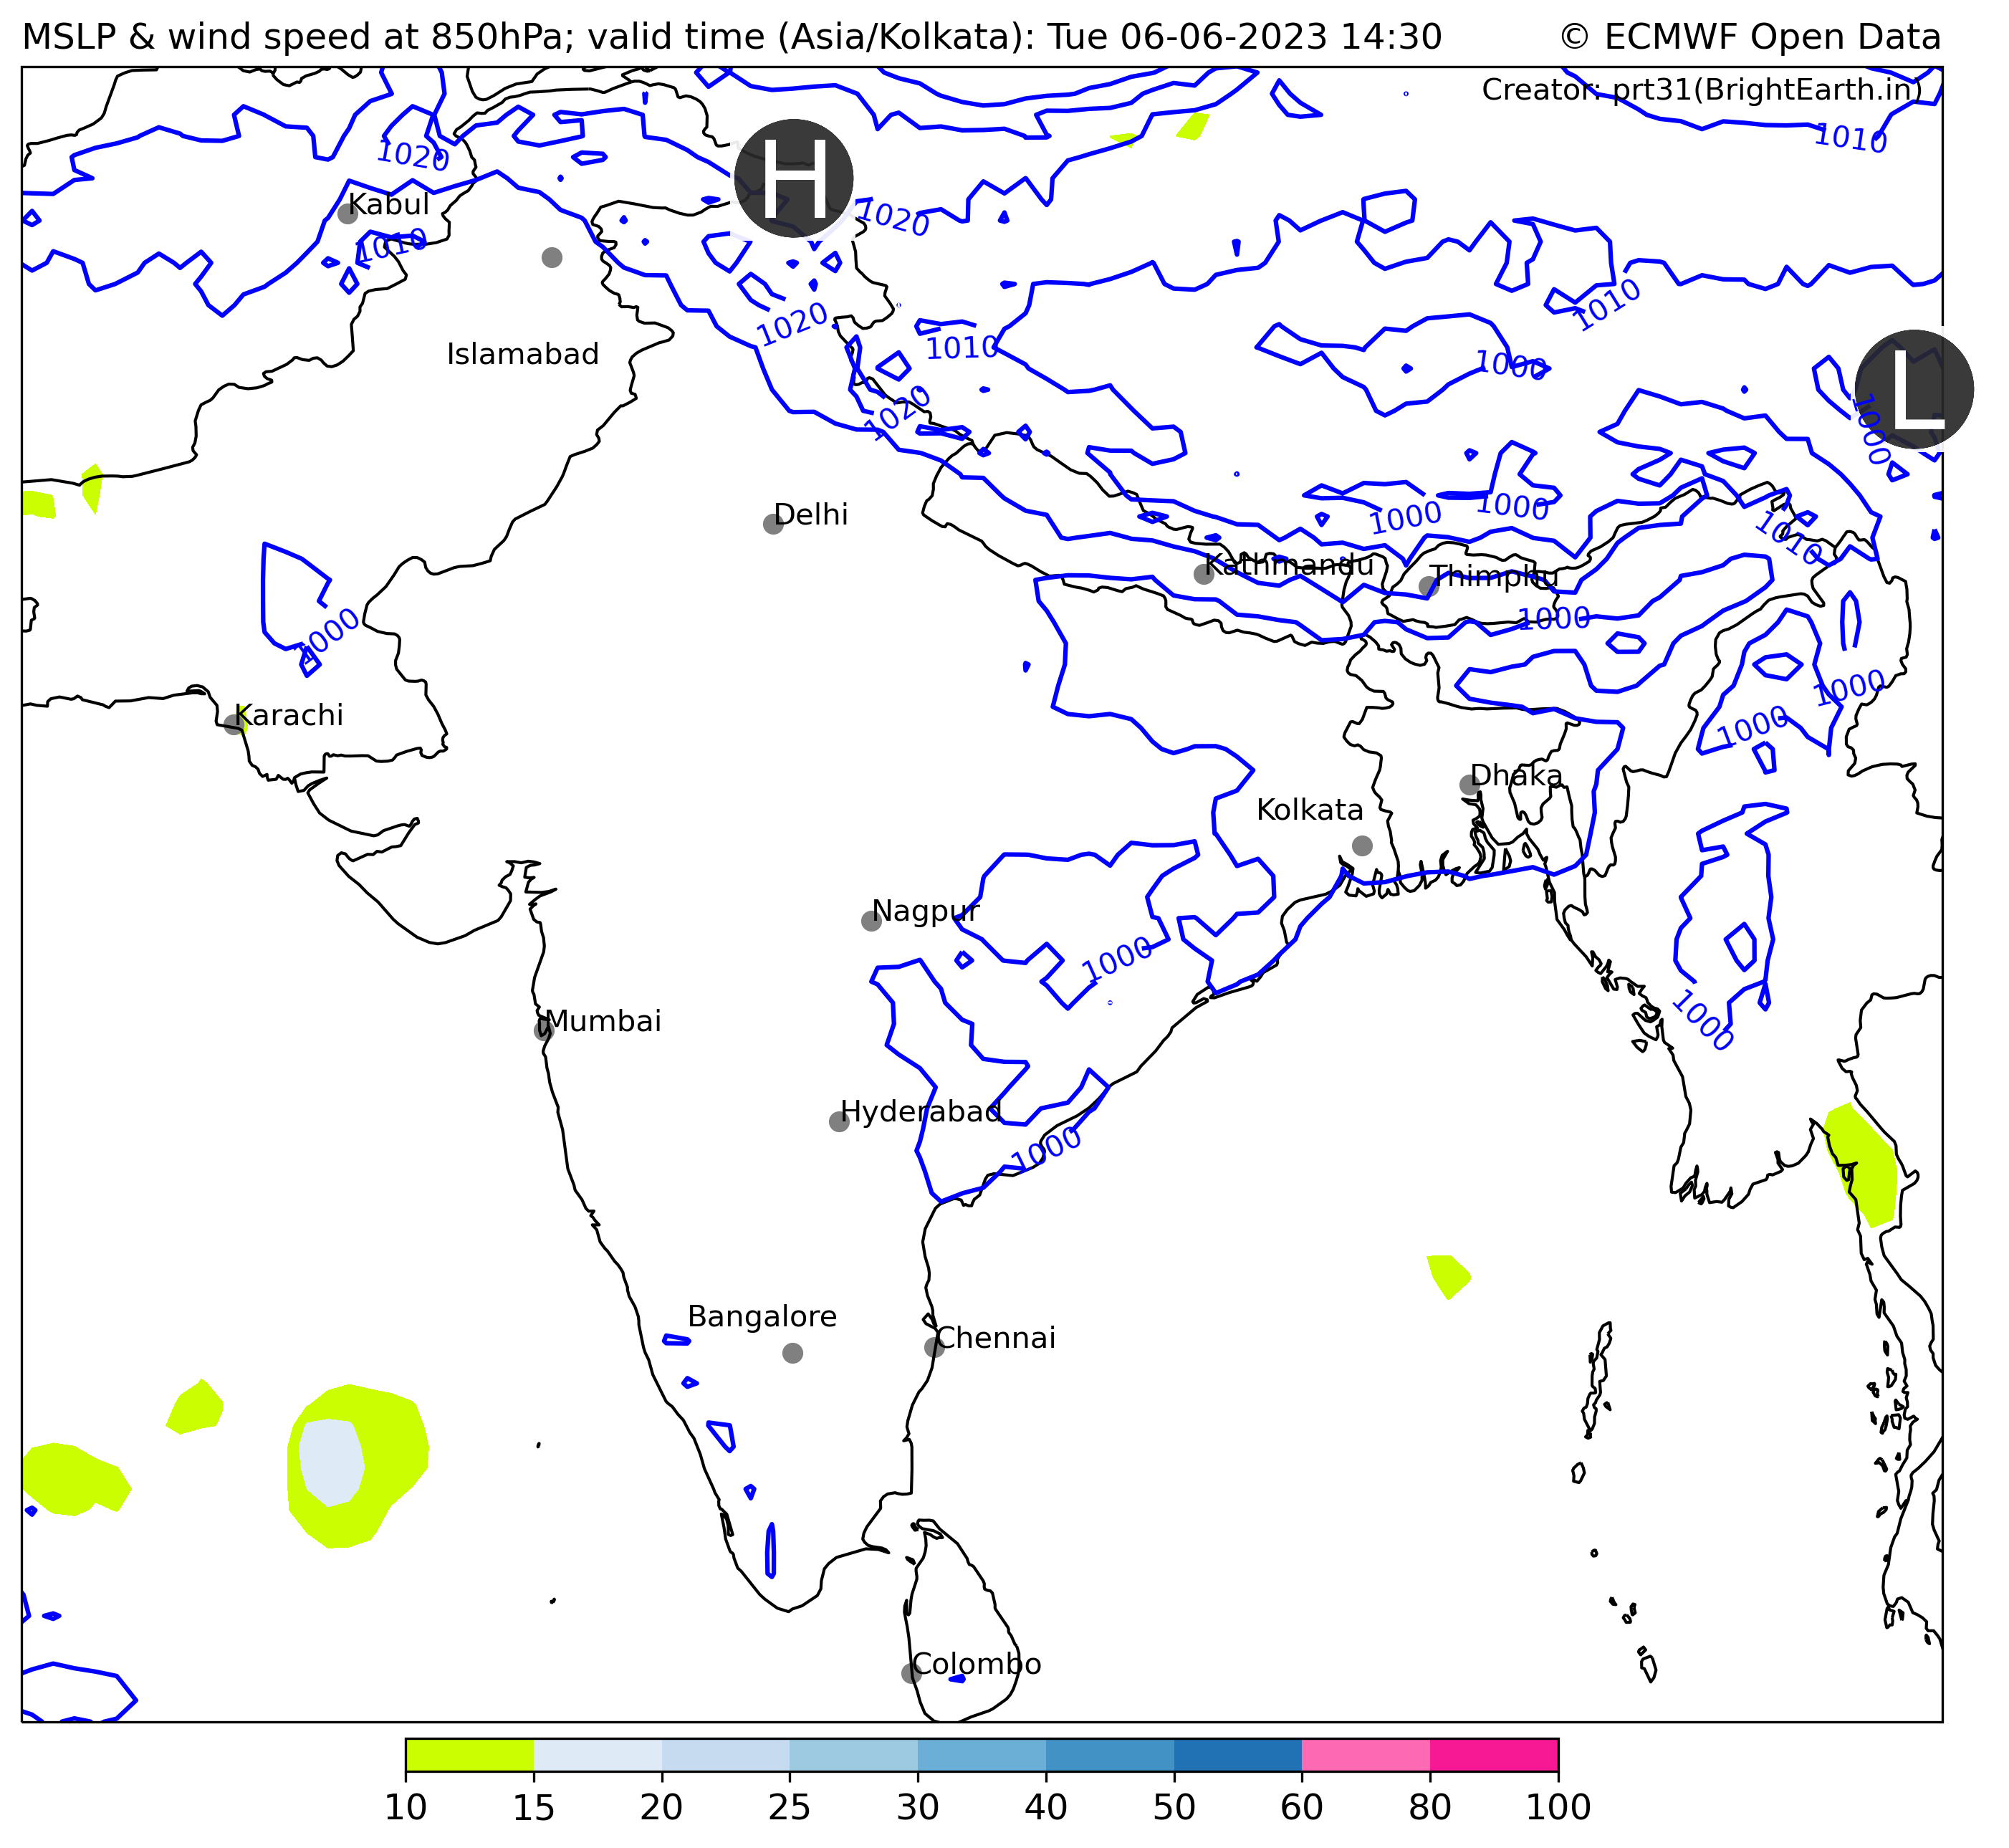 MSLP & wind speed at 850hPa; valid time (Asia/Kolkata): Tue 06-06-2023 14:30 © ECMWF Open Data
Creator: prt31(BrightEarth.in)
1010
1020
H
Kabul
1020
1010
1010
1020
1010
L
Islamabad
1000
1020
1000
Delhi
1000
1000
1010
Kathmandu
Thimphu
1000
1000
1000
Karachi
1000
Dhaka
Kolkata
Nagpur
1000
Mumbai
1000
Hyderabad
1000
Bangalore
Chennai
Colombo
10 15 20 25 30 40 50 60 80 100